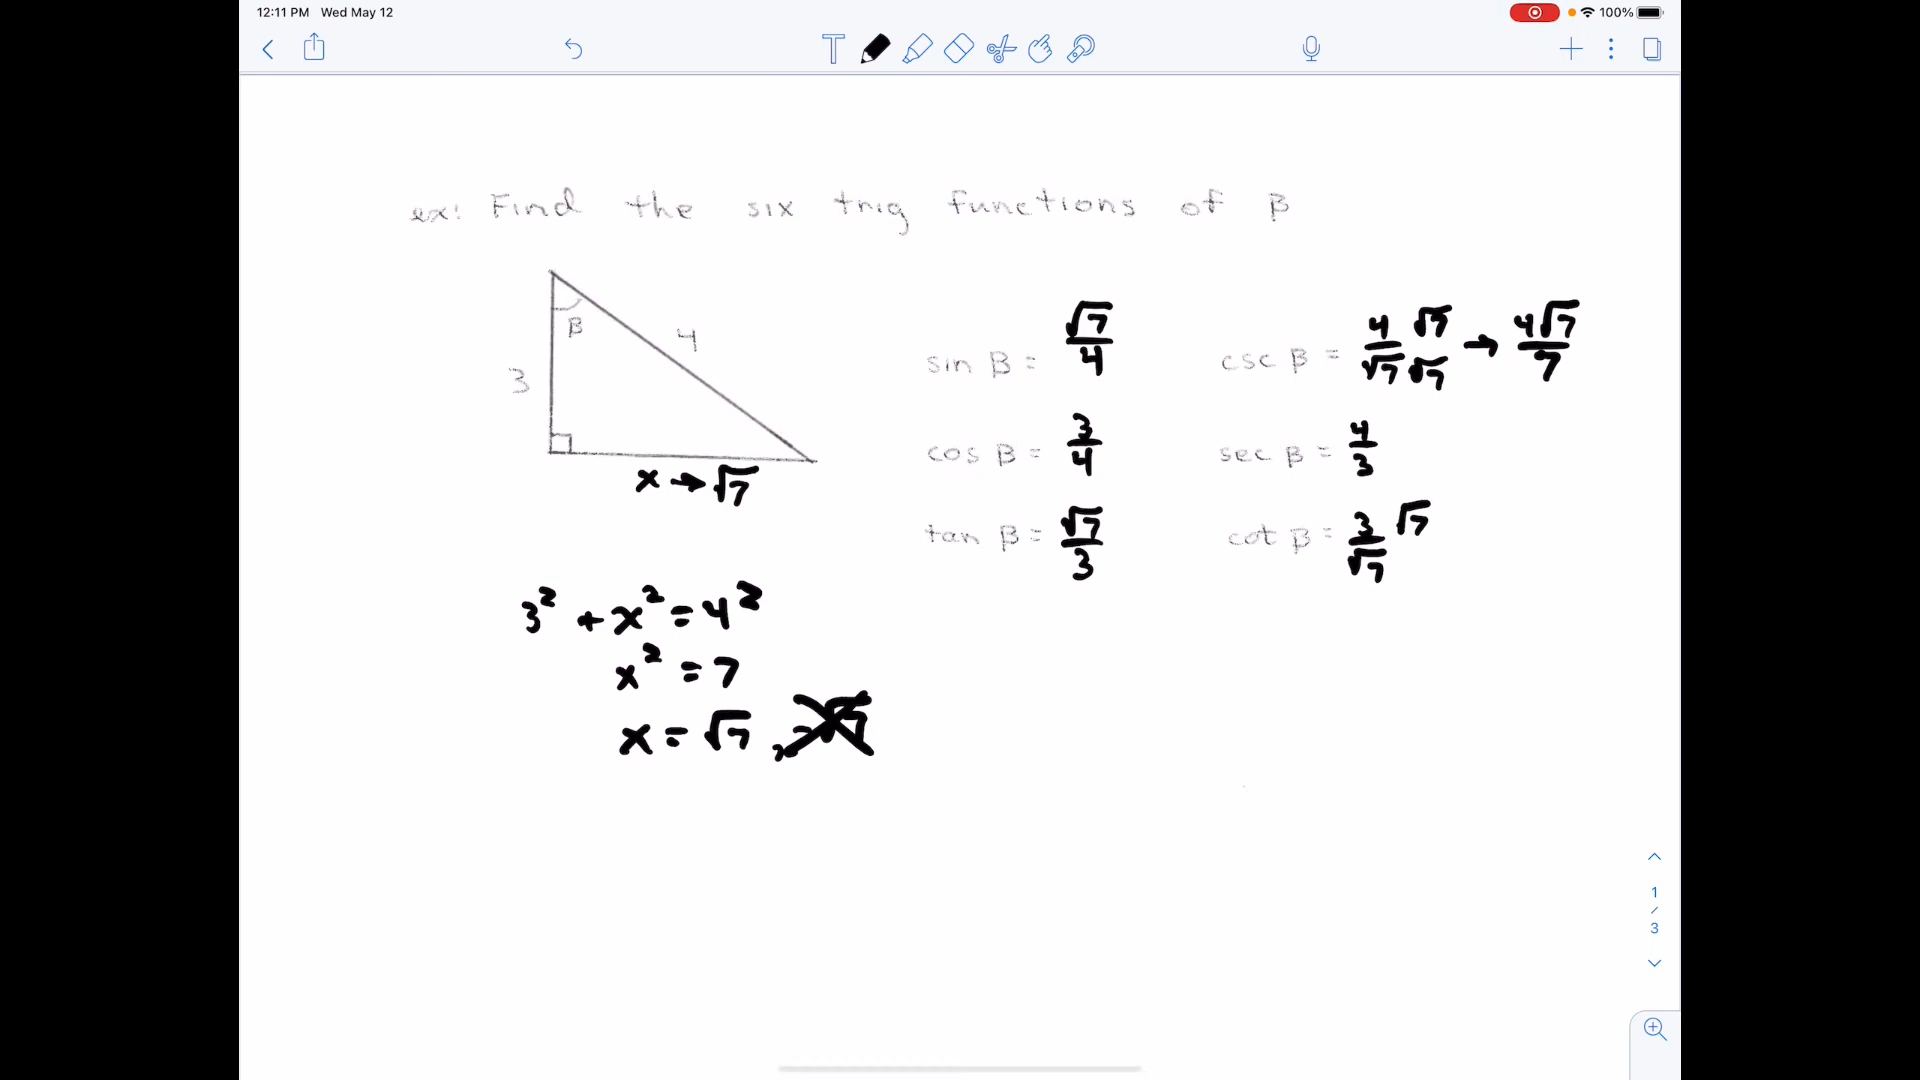 12:11 PM Wed May 12
100%
T
ex: Find the six trig functions of β
β
4
3
x → √7
sin β = √7/4
csc β = 4/√7 √7/√7 → 4√7/7
cos β = 3/4
sec β = 4/3
tan β = √7/3
cot β = 3/√7 √7
3² + x² = 4²
x² = 7
x = √7 , -√7
1
/
3